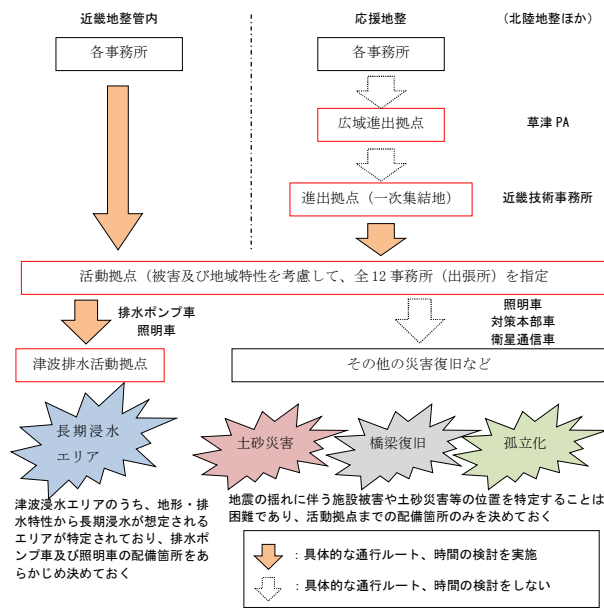 近畿地整管内
応援地整
(北陸地整ほか)
各事務所
各事務所
広域進出拠点
草津 PA
進出拠点（一次集結地）
近畿技術事務所
活動拠点（被害及び地域特性を考慮して、全12事務所（出張所）を指定
排水ポンプ車
照明車
照明車
対策本部車
衛星通信車
津波排水活動拠点
その他の災害復旧など
長期浸水
エリア
土砂災害
橋梁復旧
孤立化
津波浸水エリアのうち、地形・排
水特性から長期浸水が想定される
エリアが特定されており、排水ポ
ンプ車及び照明車の配備箇所をあ
らかじめ決めておく
地震の揺れに伴う施設被害や土砂災害等の位置を特定することは
困難であり、活動拠点までの配備箇所のみを決めておく
：具体的な通行ルート、時間の検討を実施
：具体的な通行ルート、時間の検討をしない